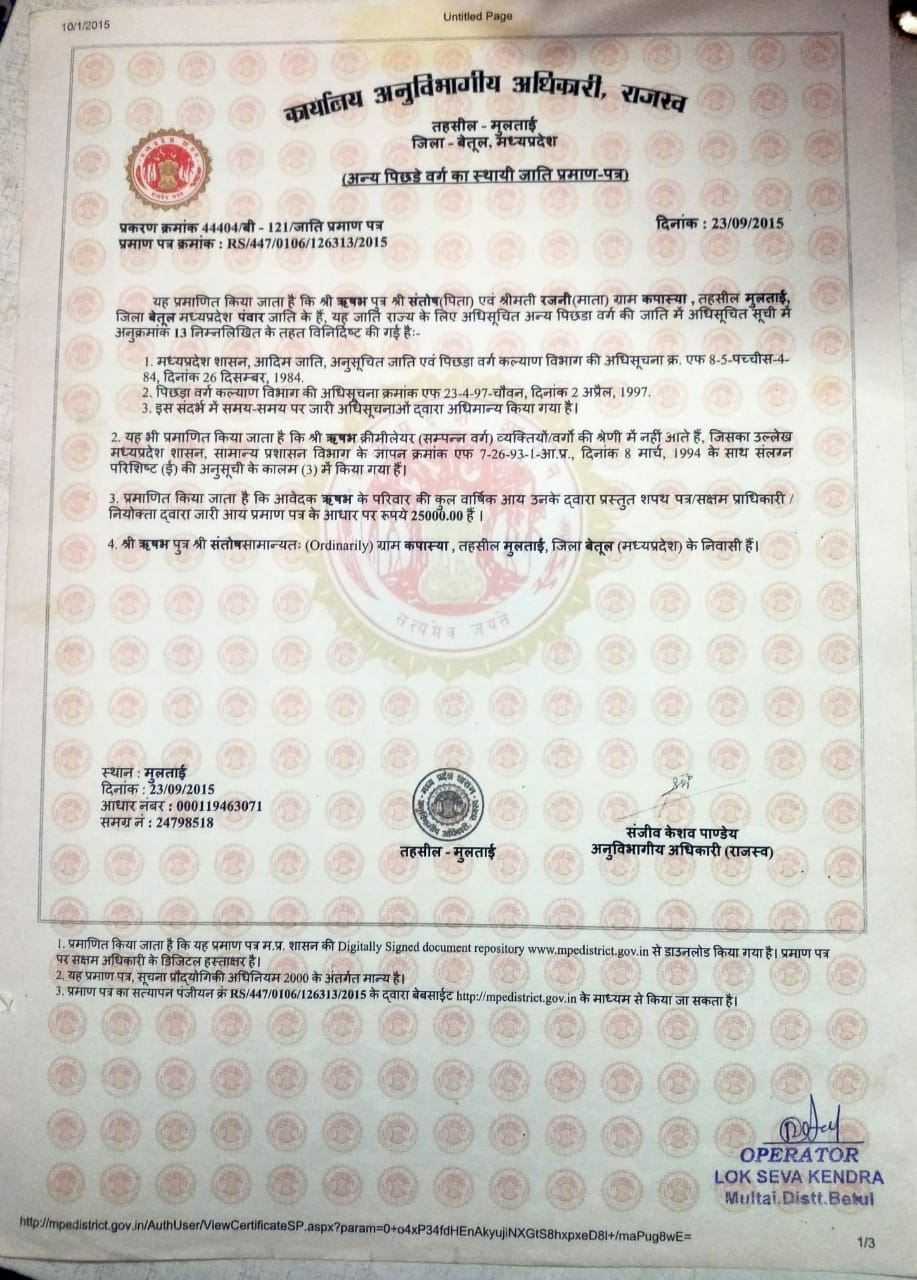 10/1/2015
Untitled Page
कार्यालय अनुविभागीय अधिकारी, राजस्व
तहसील - मुलताई
जिला - बेतूल, मध्यप्रदेश
(अन्य पिछडे वर्ग का स्थायी जाति प्रमाण-पत्र)
प्रकरण क्रमांक 44404/बी - 121/जाति प्रमाण पत्र
दिनांक : 23/09/2015
प्रमाण पत्र क्रमांक : RS/447/0106/126313/2015
यह प्रमाणित किया जाता है कि श्री ऋषभ पुत्र श्री संतोष(पिता) एवं श्रीमती रजनी(माता) ग्राम कपास्या , तहसील मुलताई,
जिला बेतूल मध्यप्रदेश पंवार जाति के हैं, यह जाति राज्य के लिए अधिसूचित अन्य पिछडा वर्ग की जाति में अधिसूचित सूची में
अनुक्रमांक 13 निम्नलिखित के तहत विनिर्दिष्ट की गई है:-
1. मध्यप्रदेश शासन, आदिम जाति, अनुसूचित जाति एवं पिछड़ा वर्ग कल्याण विभाग की अधिसूचना क्र. एफ 8-5-पच्चीस-4-
84, दिनांक 26 दिसम्बर, 1984.
2. पिछड़ा वर्ग कल्याण विभाग की अधिसूचना क्रमांक एफ 23-4-97-चौवन, दिनांक 2 अप्रैल, 1997.
3. इस संदर्भ में समय-समय पर जारी अधिसूचनाओं द्वारा अधिमान्य किया गया है।
2. यह भी प्रमाणित किया जाता है कि श्री ऋषभ क्रीमीलेयर (सम्पन्न वर्ग) व्यक्तियों/वर्गो की श्रेणी में नहीं आते हैं, जिसका उल्लेख
मध्यप्रदेश शासन, सामान्य प्रशासन विभाग के ज्ञापन क्रमांक एफ 7-26-93-1-आ.प्र., दिनांक 8 मार्च, 1994 के साथ संलग्न
परिशिष्ट (ई) की अनुसूची के कालम (3) में किया गया हैं।
3. प्रमाणित किया जाता है कि आवेदक ऋषभ के परिवार की कुल वार्षिक आय उनके द्वारा प्रस्तुत शपथ पत्र/सक्षम प्राधिकारी /
नियोक्ता द्वारा जारी आय प्रमाण पत्र के आधार पर रूपये 25000.00 हैं ।
4. श्री ऋषभ पुत्र श्री संतोषसामान्यतः (Ordinarily) ग्राम कपास्या , तहसील मुलताई, जिला बेतूल (मध्यप्रदेश) के निवासी हैं।
सत्यमेव जयते
स्थान : मुलताई
दिनांक : 23/09/2015
आधार नंबर : 000119463071
समग्र नं : 24798518
तहसील - मुलताई
संजीव केशव पाण्डेय
अनुविभागीय अधिकारी (राजस्व)
1. प्रमाणित किया जाता है कि यह प्रमाण पत्र म.प्र. शासन की Digitally Signed document repository www.mpedistrict.gov.in से डाउनलोड किया गया है। प्रमाण पत्र
पर सक्षम अधिकारी के डिजिटल हस्ताक्षर है।
2. यह प्रमाण पत्र, सूचना प्रौद्योगिकी अधिनियम 2000 के अंतर्गत मान्य है।
3. प्रमाण पत्र का सत्यापन पंजीयन क्रं RS/447/0106/126313/2015 के द्वारा बेबसाईट http://mpedistrict.gov.in के माध्यम से किया जा सकता है।
OPERATOR
LOK SEVA KENDRA
Multai.Distt.Betul
http://mpedistrict.gov.in/AuthUser/ViewCertificateSP.aspx?param=0+o4xP34fdHEnAkyujiNXGtS8hxpxeD8I+/maPug8wE=
1/3